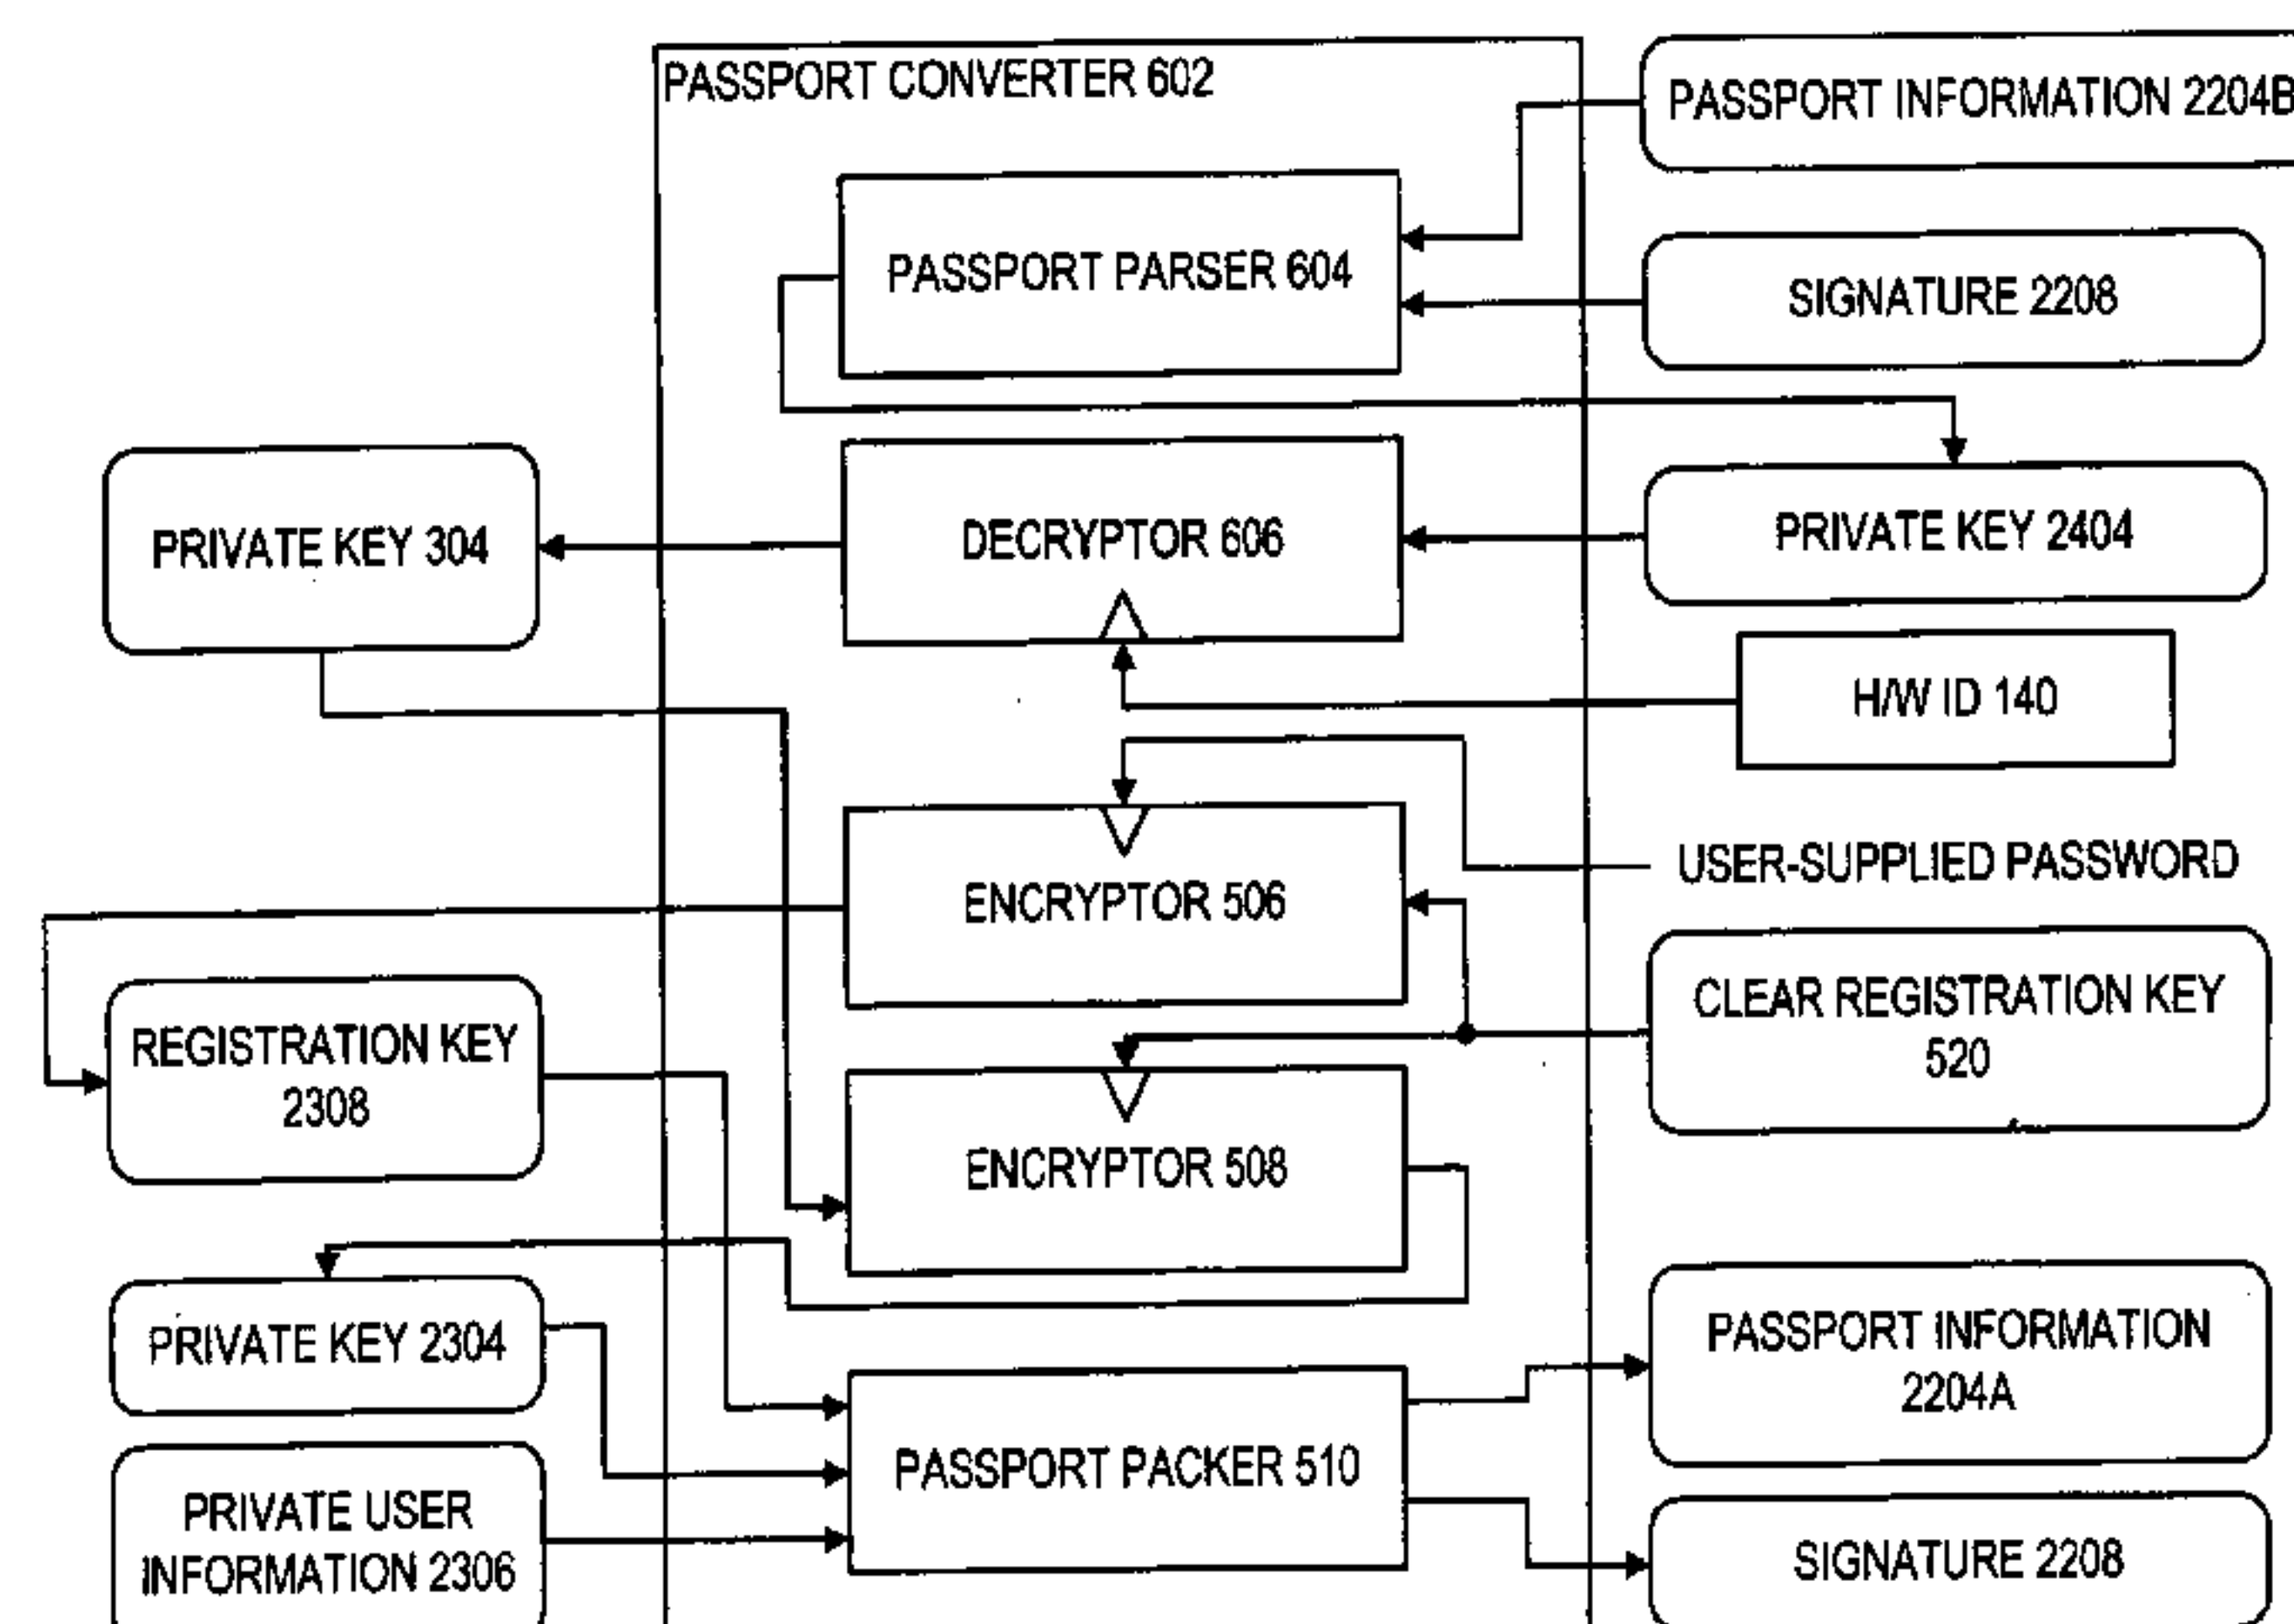 PASSPORT CONVERTER 602
PASSPORT INFORMATION 2204B
PASSPORT PARSER 604
SIGNATURE 2208
PRIVATE KEY 304
DECRYPTOR 606
PRIVATE KEY 2404
H/W ID 140
USER-SUPPLIED PASSWORD
ENCRYPTOR 506
CLEAR REGISTRATION KEY
520
REGISTRATION KEY
2308
ENCRYPTOR 508
PRIVATE KEY 2304
PASSPORT INFORMATION
2204A
PASSPORT PACKER 510
PRIVATE USER
INFORMATION 2306
SIGNATURE 2208